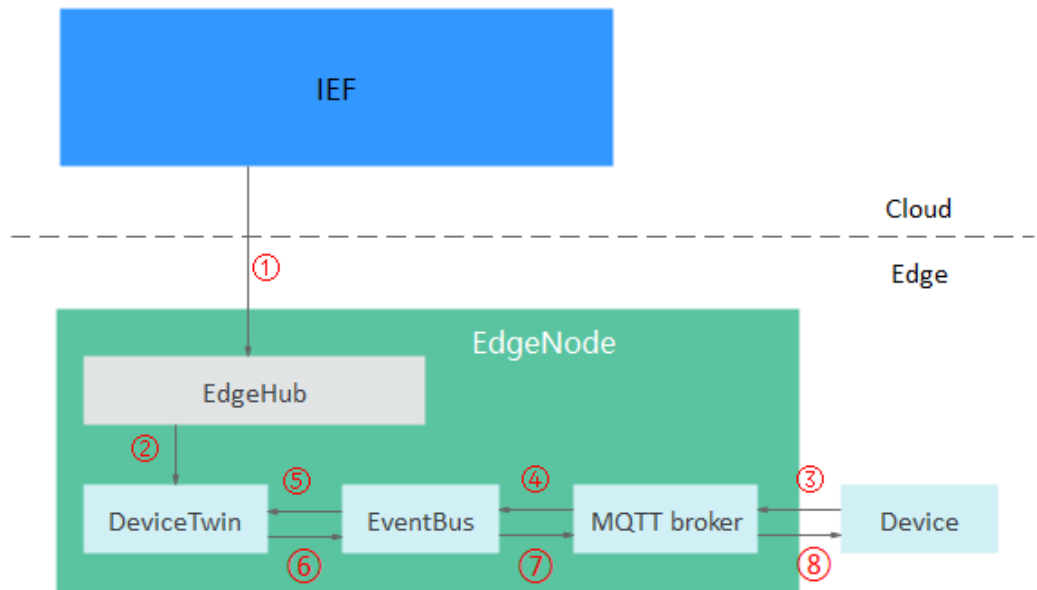 IEF
Cloud
①
Edge
EdgeNode
EdgeHub
②
⑤
④
③
DeviceTwin
EventBus
MQTT broker
Device
⑥
⑦
⑧